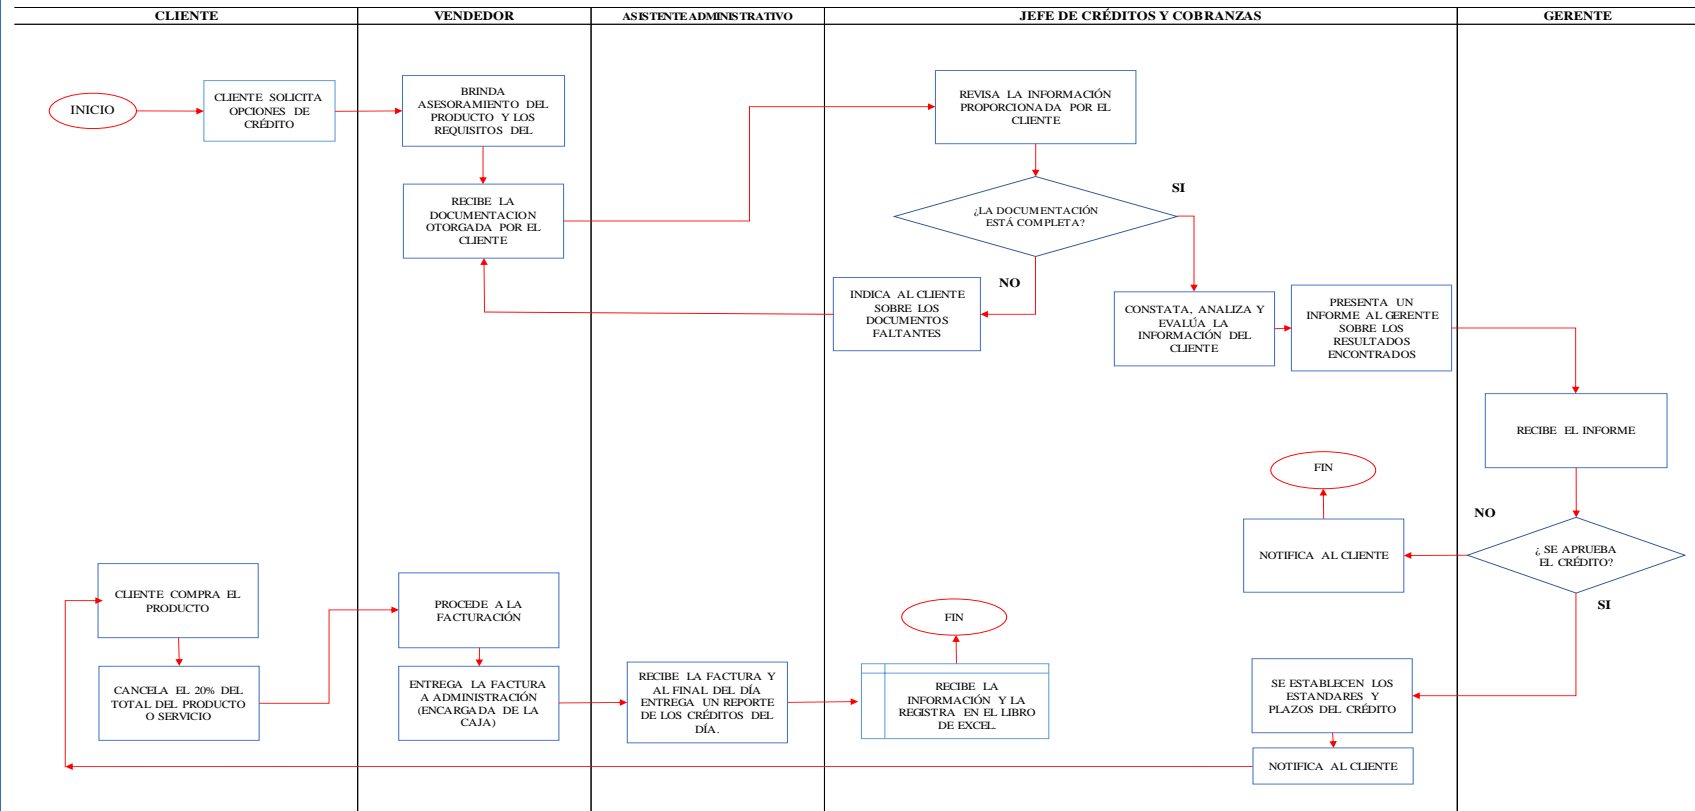 CLIENTE
VENDEDOR
ASISTENTE ADMINISTRATIVO
JEFE DE CRÉDITOS Y COBRANZAS
GERENTE
INICIO
CLIENTE SOLICITA
OPCIONES DE
CRÉDITO
BRINDA
ASESORAMIENTO DEL
PRODUCTO Y LOS
REQUISITOS DEL
RECIBE LA
DOCUMENTACION
OTORGADA POR EL
CLIENTE
REVISA LA INFORMACIÓN
PROPORCIONADA POR EL
CLIENTE
¿LA DOCUMENTACIÓN
ESTÁ COMPLETA?
SI
NO
INDICA AL CLIENTE
SOBRE LOS
DOCUMENTOS
FALTANTES
CONSTATA, ANALIZA Y
EVALÚA LA
INFORMACIÓN DEL
CLIENTE
PRESENTA UN
INFORME AL GERENTE
SOBRE LOS
RESULTADOS
ENCONTRADOS
RECIBE EL INFORME
¿ SE APRUEBA
EL CRÉDITO?
NO
SI
NOTIFICA AL CLIENTE
FIN
SE ESTABLECEN LOS
ESTANDARES Y
PLAZOS DEL CRÉDITO
NOTIFICA AL CLIENTE
CLIENTE COMPRA EL
PRODUCTO
CANCELA EL 20% DEL
TOTAL DEL PRODUCTO
O SERVICIO
PROCEDE A LA
FACTURACIÓN
ENTREGA LA FACTURA
A ADMINISTRACIÓN
(ENCARGADA DE LA
CAJA)
RECIBE LA FACTURA Y
AL FINAL DEL DÍA
ENTREGA UN REPORTE
DE LOS CRÉDITOS DEL
DÍA.
RECIBE LA
INFORMACIÓN Y LA
REGISTRA EN EL LIBRO
DE EXCEL.
FIN